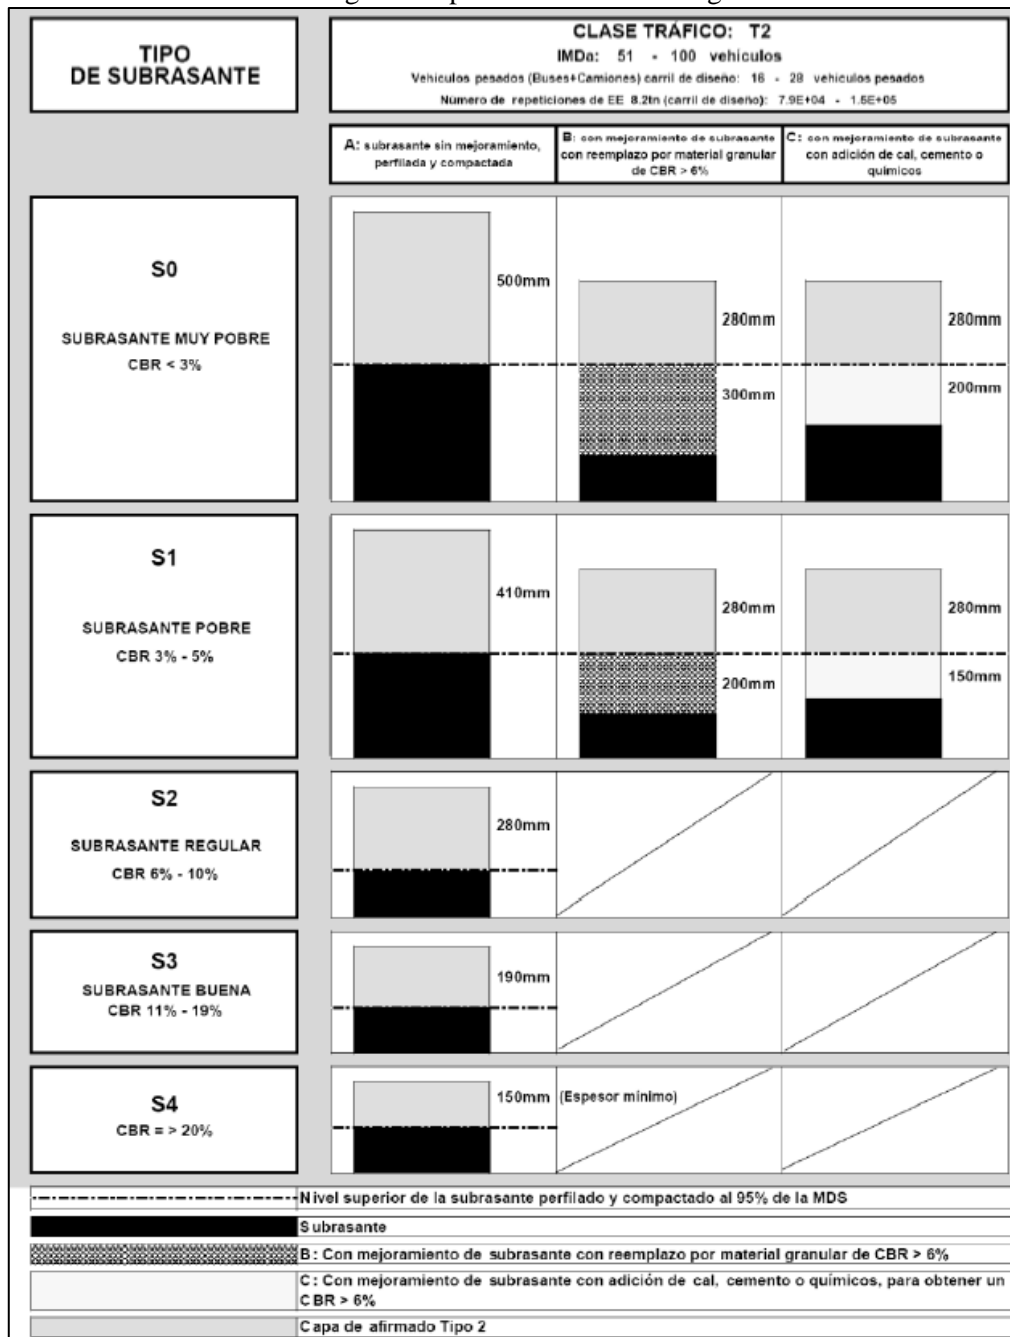 TIPO
DE SUBRASANTE
CLASE TRÁFICO: T2
IMDa: 51 - 100 vehículos
Vehículos pesados (Buses+Camiones) carril de diseño: 16 - 28 vehículos pesados
Número de repeticiones de EE 8.2tn (carril de diseño): 7.9E+04 - 1.5E+05
A: subrasante sin mejoramiento,
perfilada y compactada
B: con mejoramiento de subrasante
con reemplazo por material granular
de CBR > 6%
C: con mejoramiento de subrasante
con adición de cal, cemento o
químicos
S0
SUBRASANTE MUY POBRE
CBR < 3%
500mm
280mm
300mm
280mm
200mm
S1
SUBRASANTE POBRE
CBR 3% - 5%
410mm
280mm
200mm
280mm
150mm
S2
SUBRASANTE REGULAR
CBR 6% - 10%
280mm
S3
SUBRASANTE BUENA
CBR 11% - 19%
190mm
S4
CBR = > 20%
150mm (Espesor mínimo)
Nivel superior de la subrasante perfilado y compactado al 95% de la MDS
Subrasante
B: Con mejoramiento de subrasante con reemplazo por material granular de CBR > 6%
C: Con mejoramiento de subrasante con adición de cal, cemento o químicos, para obtener un
CBR > 6%
Capa de afirmado Tipo 2